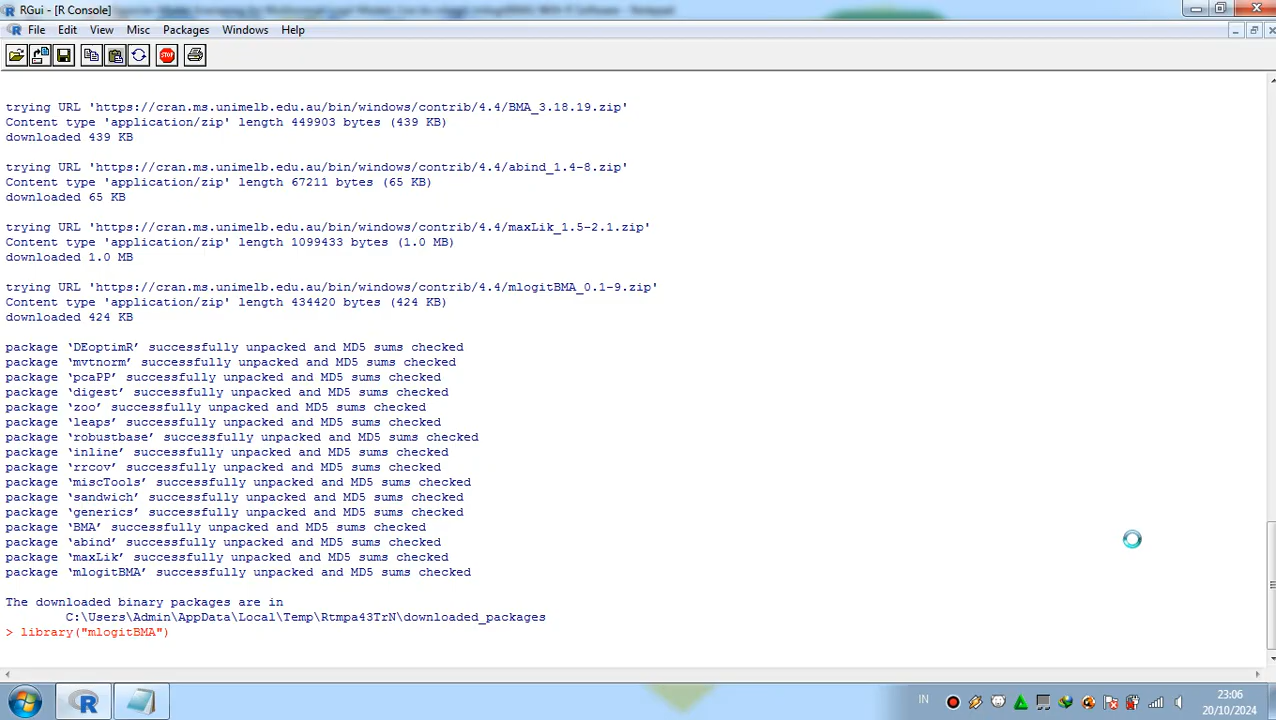 RGui - [R Console]
File Edit View Misc Packages Windows Help
STOP
trying URL 'https://cran.ms.unimelb.edu.au/bin/windows/contrib/4.4/BMA_3.18.19.zip'
Content type 'application/zip' length 449903 bytes (439 KB)
downloaded 439 KB
trying URL 'https://cran.ms.unimelb.edu.au/bin/windows/contrib/4.4/abind_1.4-8.zip'
Content type 'application/zip' length 67211 bytes (65 KB)
downloaded 65 KB
trying URL 'https://cran.ms.unimelb.edu.au/bin/windows/contrib/4.4/maxLik_1.5-2.1.zip'
Content type 'application/zip' length 1099433 bytes (1.0 MB)
downloaded 1.0 MB
trying URL 'https://cran.ms.unimelb.edu.au/bin/windows/contrib/4.4/mlogitBMA_0.1-9.zip'
Content type 'application/zip' length 434420 bytes (424 KB)
downloaded 424 KB
package ‘DEoptimR’ successfully unpacked and MD5 sums checked
package ‘mvtnorm’ successfully unpacked and MD5 sums checked
package ‘pcaPP’ successfully unpacked and MD5 sums checked
package ‘digest’ successfully unpacked and MD5 sums checked
package ‘zoo’ successfully unpacked and MD5 sums checked
package ‘leaps’ successfully unpacked and MD5 sums checked
package ‘robustbase’ successfully unpacked and MD5 sums checked
package ‘inline’ successfully unpacked and MD5 sums checked
package ‘rrcov’ successfully unpacked and MD5 sums checked
package ‘miscTools’ successfully unpacked and MD5 sums checked
package ‘sandwich’ successfully unpacked and MD5 sums checked
package ‘generics’ successfully unpacked and MD5 sums checked
package ‘BMA’ successfully unpacked and MD5 sums checked
package ‘abind’ successfully unpacked and MD5 sums checked
package ‘maxLik’ successfully unpacked and MD5 sums checked
package ‘mlogitBMA’ successfully unpacked and MD5 sums checked
The downloaded binary packages are in
C:\Users\Admin\AppData\Local\Temp\Rtmpa43TrN\downloaded_packages
> library("mlogitBMA")
IN
23:06
20/10/2024